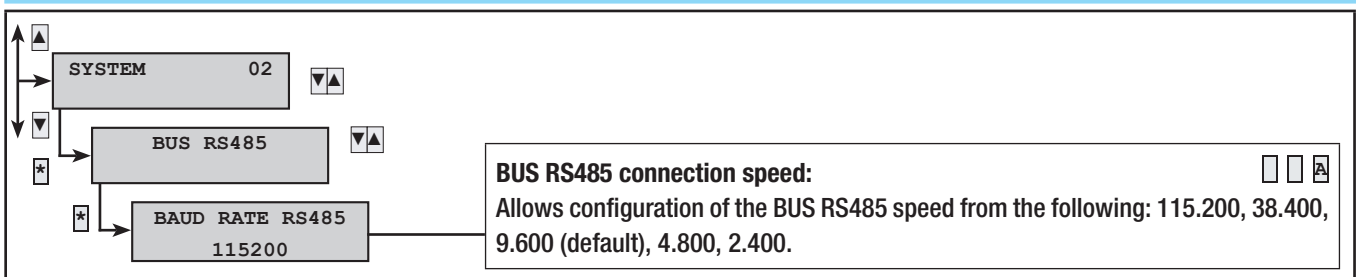 SYSTEM 02
BUS RS485
*
BUS RS485 connection speed:
A
Allows configuration of the BUS RS485 speed from the following: 115.200, 38.400,
9.600 (default), 4.800, 2.400.
*
BAUD RATE RS485
115200